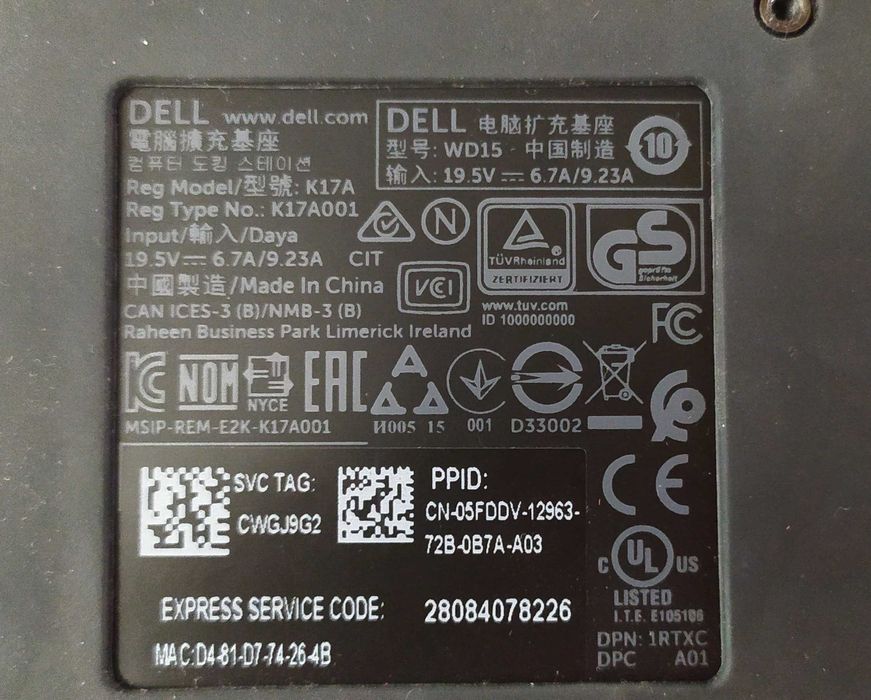 DELL www.dell.com
電腦擴充基座
컴퓨터 도킹 스테이션
Reg Model/型號: K17A
Reg Type No.: K17A001
Input/輸入/Daya
19.5V⎓ 6.7A/9.23A CIT
中國製造/Made In China
CAN ICES-3 (B)/NMB-3 (B)
Raheen Business Park Limerick Ireland
DELL 电脑扩充基座
型号: WD15 中国制造
输入: 19.5V⎓ 6.7A/9.23A
10
N
VCCI
TÜVRheinland
ZERTIFIZIERT
GS
geprüfte
Sicherheit
www.tuv.com
ID 1000000000
FC
KC NOM NYCE EAC
A
И005 15
001
D33002
MSIP-REM-E2K-K17A001
SVC TAG:
CWGJ9G2
PPID:
CN-05FDDV-12963-
72B-0B7A-A03
EXPRESS SERVICE CODE: 28084078226
MAC:D4-81-D7-74-26-4B
CE
C UL US
LISTED
I.T.E. E105106
DPN: 1RTXC
DPC A01